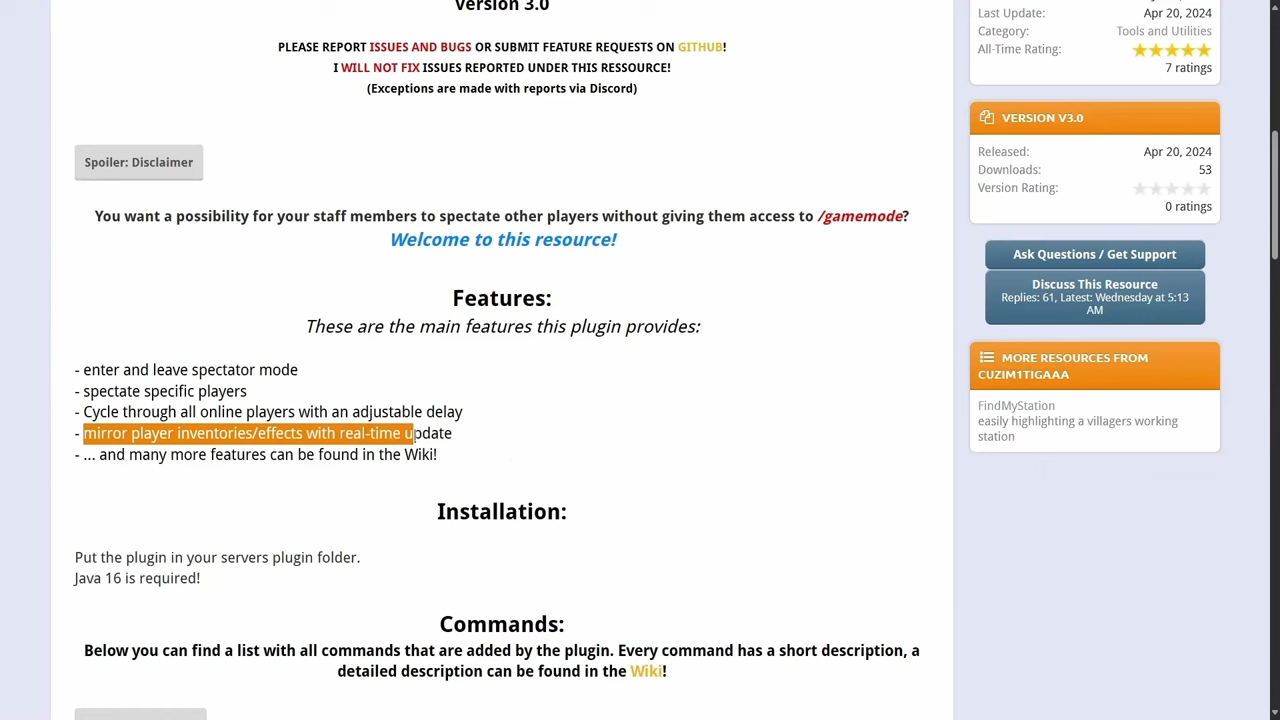 Version 3.0
PLEASE REPORT ISSUES AND BUGS OR SUBMIT FEATURE REQUESTS ON GITHUB!
I WILL NOT FIX ISSUES REPORTED UNDER THIS RESSOURCE!
(Exceptions are made with reports via Discord)
Spoiler: Disclaimer
You want a possibility for your staff members to spectate other players without giving them access to /gamemode?
Welcome to this resource!
Features:
These are the main features this plugin provides:
- enter and leave spectator mode
- spectate specific players
- Cycle through all online players with an adjustable delay
- mirror player inventories/effects with real-time update
- ... and many more features can be found in the Wiki!
Installation:
Put the plugin in your servers plugin folder.
Java 16 is required!
Commands:
Below you can find a list with all commands that are added by the plugin. Every command has a short description, a
detailed description can be found in the Wiki!
Last Update: Apr 20, 2024
Category: Tools and Utilities
All-Time Rating:
7 ratings
VERSION V3.0
Released: Apr 20, 2024
Downloads: 53
Version Rating:
0 ratings
Ask Questions / Get Support
Discuss This Resource
Replies: 61, Latest: Wednesday at 5:13
AM
MORE RESOURCES FROM
CUZIM1TIGAAA
FindMyStation
easily highlighting a villagers working
station